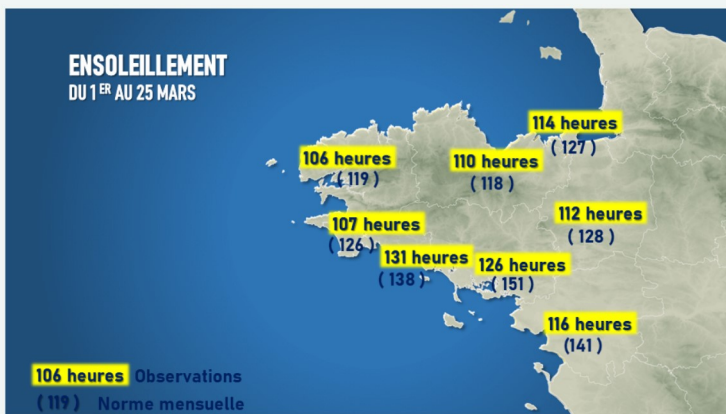 ENSOLEILLEMENT
DU 1ER AU 25 MARS
114 heures
( 127 )
106 heures
( 119 )
110 heures
( 118 )
112 heures
( 128 )
107 heures
( 126 )
131 heures
( 138 )
126 heures
( 151 )
116 heures
(141 )
106 heures Observations
( 119 ) Norme mensuelle